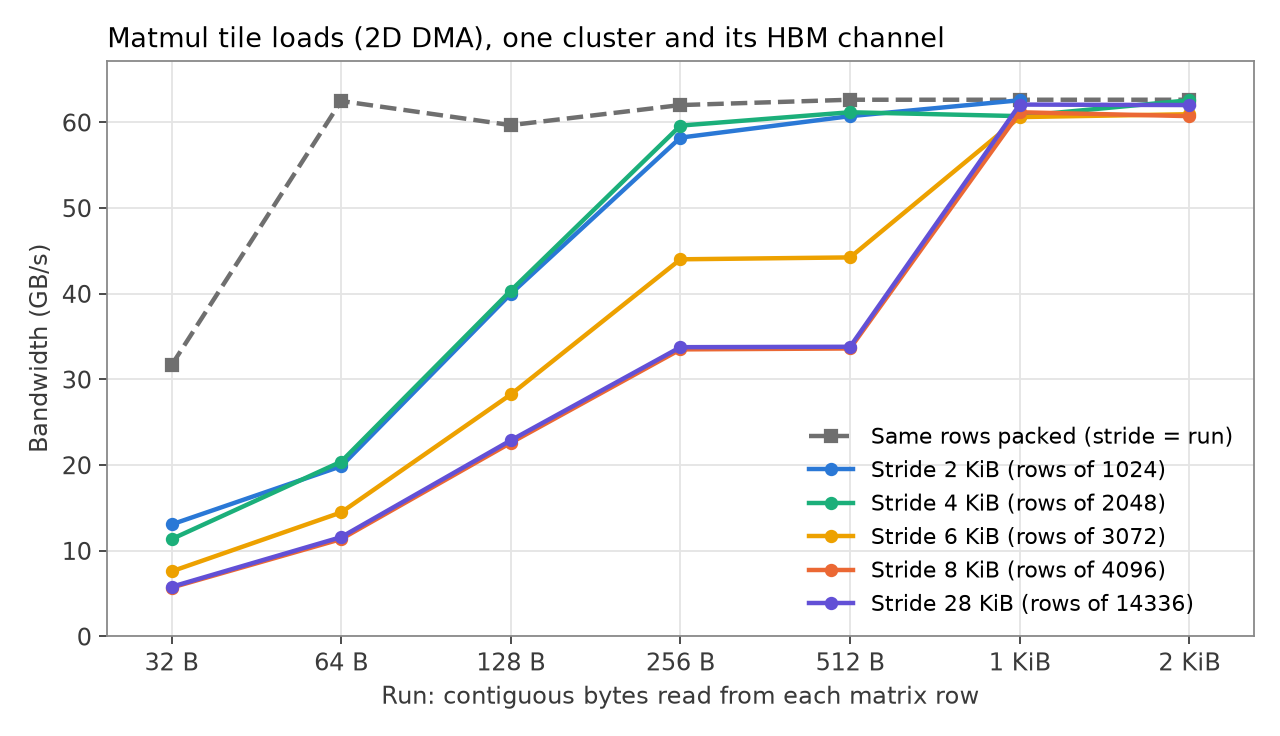 Matmul tile loads (2D DMA), one cluster and its HBM channel
Bandwidth (GB/s)
60
50
40
30
20
10
0
Same rows packed (stride = run)
Stride 2 KiB (rows of 1024)
Stride 4 KiB (rows of 2048)
Stride 6 KiB (rows of 3072)
Stride 8 KiB (rows of 4096)
Stride 28 KiB (rows of 14336)
32 B 64 B 128 B 256 B 512 B 1 KiB 2 KiB
Run: contiguous bytes read from each matrix row